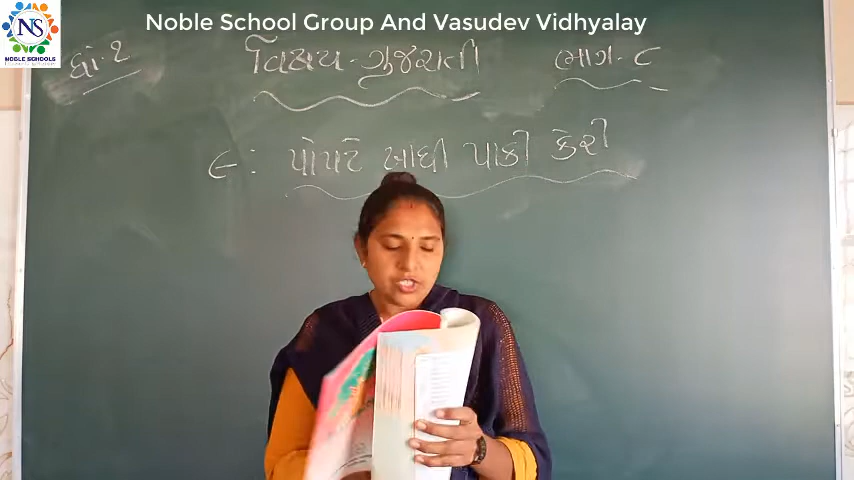 Noble School Group And Vasudev Vidhyalay
NS
NOBLE SCHOOLS
ધો. ૨
વિષય - ગુજરાતી
ભાગ - ૮
૯ : પોપટે ખાધી પાકી કેરી